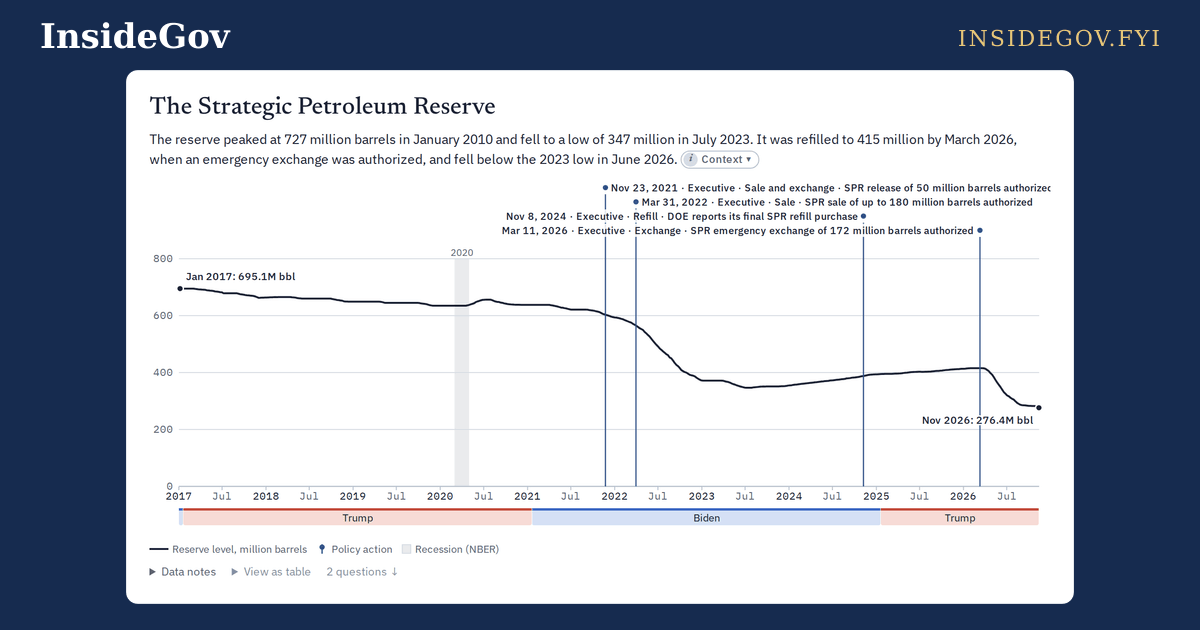 InsideGov
INSIDEGOV.FYI
The Strategic Petroleum Reserve
The reserve peaked at 727 million barrels in January 2010 and fell to a low of 347 million in July 2023. It was refilled to 415 million by March 2026,
when an emergency exchange was authorized, and fell below the 2023 low in June 2026. i Context ▾
Nov 23, 2021 · Executive · Sale and exchange · SPR release of 50 million barrels authorized
Mar 31, 2022 · Executive · Sale · SPR sale of up to 180 million barrels authorized
Nov 8, 2024 · Executive · Refill · DOE reports its final SPR refill purchase
Mar 11, 2026 · Executive · Exchange · SPR emergency exchange of 172 million barrels authorized
2020
800
Jan 2017: 695.1M bbl
600
400
Nov 2026: 276.4M bbl
200
0
2017 Jul 2018 Jul 2019 Jul 2020 Jul 2021 Jul 2022 Jul 2023 Jul 2024 Jul 2025 Jul 2026 Jul
Trump Biden Trump
Reserve level, million barrels Policy action Recession (NBER)
▶ Data notes ▶ View as table 2 questions ↓